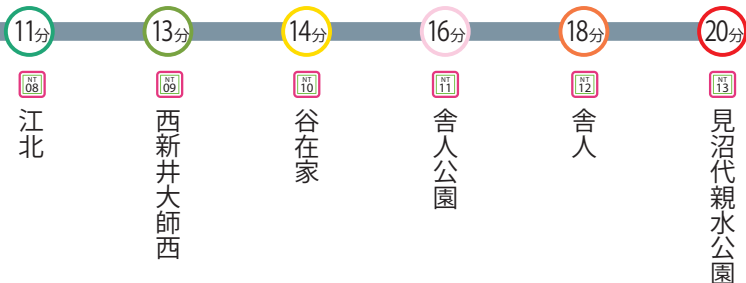 11分
13分
14分
16分
18分
20分
NT
08
NT
09
NT
10
NT
11
NT
12
NT
13
江北
西新井大師西
谷在家
舎人公園
舎人
見沼代親水公園